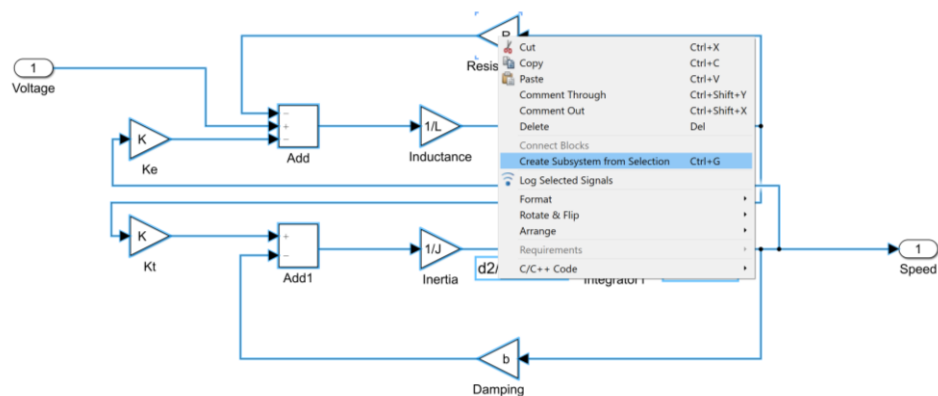 R
Resis
1
Voltage
Cut Ctrl+X
Copy Ctrl+C
Paste Ctrl+V
Comment Through Ctrl+Shift+Y
Comment Out Ctrl+Shift+X
Delete Del
Connect Blocks
Create Subsystem from Selection Ctrl+G
Log Selected Signals
Format
Rotate & Flip
Arrange
Requirements
C/C++ Code
K
Ke
Add
1/L
Inductance
K
Kt
Add1
1/J
Inertia
d2/
Integrator1
1
Speed
b
Damping